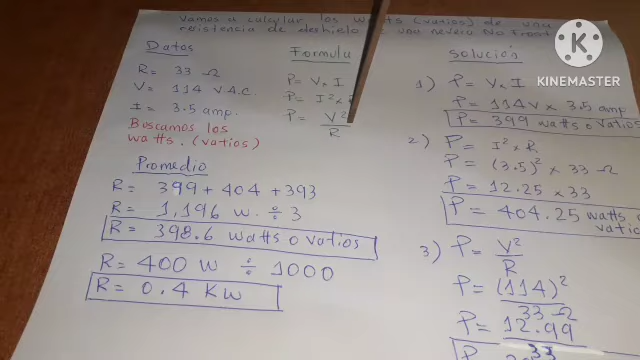 Vamos a calcular los watts (vatios) de una
resistencia de deshielo de una nevera No Frost
Datos
R= 33 Ω
V= 114 V.A.C.
I= 3.5 amp.
Boscamos los
watts. (vatios)
Formula
P= V x I
P= I² x R
P= V²
R
Promedio
R= 399 + 404 + 393
R= 1,196 w. ÷ 3
R= 398.6 watts o vatios
R= 400 w ÷ 1000
R= 0.4 Kw
solución
1) P= V x I
P= 114V x 3.5 amp
P= 399 watts o vatios
2) P= I² x R
P= (3.5)² x 33 Ω
P= 12.25 x 33
P= 404.25 watts o
vatios
3) P= V²
R
P= (114)²
33 Ω
P= 12.99
33
P
KINEMASTER